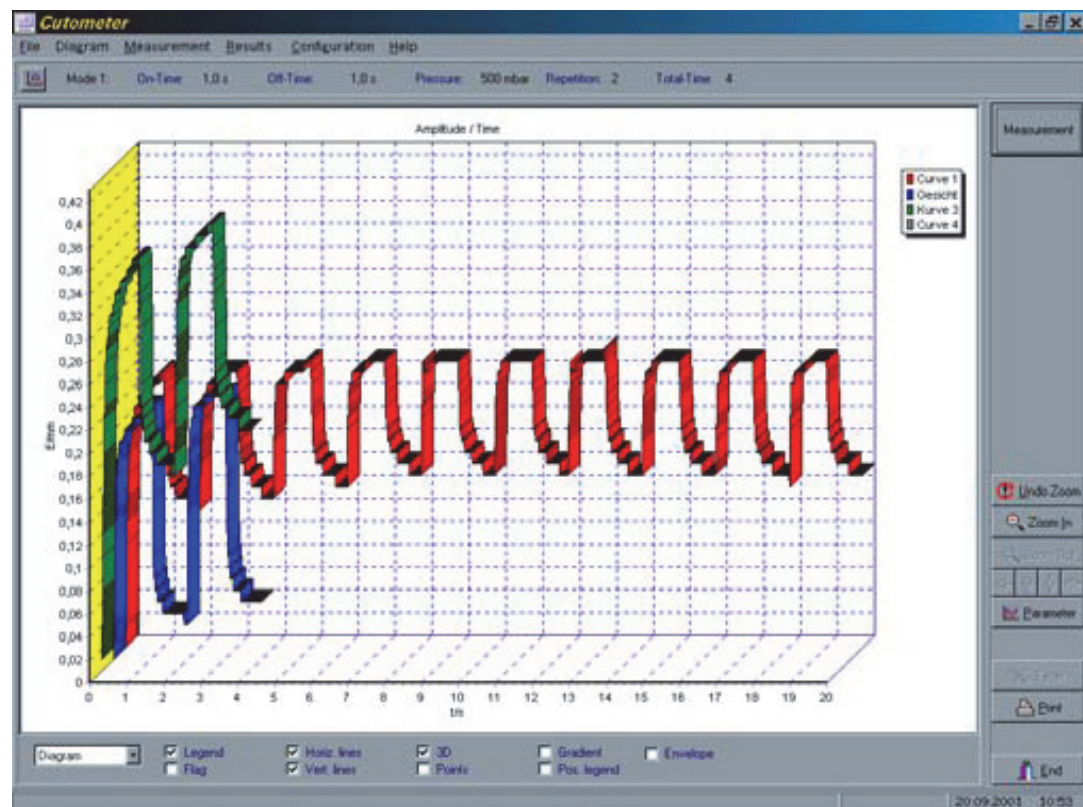 Cutometer
File Diagram Measurement Results Configuration Help
Mode 1: On-Time: 1,0 s Off-Time: 1,0 s Pressure: 500 mbar Repetition: 2 Total-Time 4
Amplitude / Time
Measurement
Curve 1
Gesicht
Kurve 3
Curve 4
0,42
0,4
0,38
0,36
0,34
0,32
0,3
0,28
0,26
0,24
0,22
0,2
0,18
0,16
0,14
0,12
0,1
0,08
0,06
0,04
0,02
0
E/mm
0 1 2 3 4 5 6 7 8 9 10 11 12 13 14 15 16 17 18 19 20
t/s
Undo Zoom
Zoom In
Parameter
Print
End
Diagram
Legend Horiz. lines 3D Gradient Envelope
Flag Vert. lines Points Pos. legend
20.09.2001 10:53